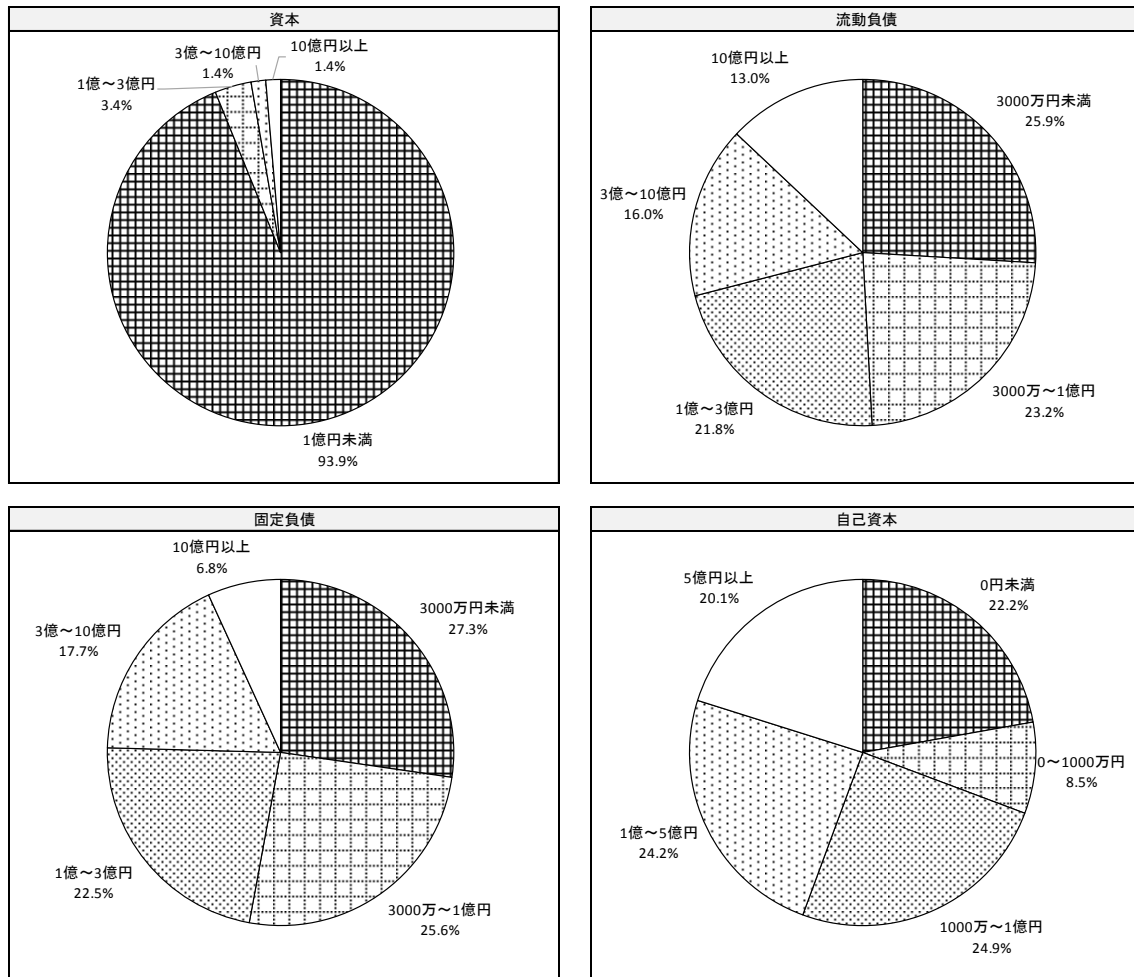 資本
10億円以上
1.4%
3億～10億円
1.4%
1億～3億円
3.4%
1億円未満
93.9%
流動負債
10億円以上
13.0%
3000万円未満
25.9%
3億～10億円
16.0%
1億～3億円
21.8%
3000万～1億円
23.2%
固定負債
10億円以上
6.8%
3000万円未満
27.3%
3億～10億円
17.7%
1億～3億円
22.5%
3000万～1億円
25.6%
自己資本
5億円以上
20.1%
0円未満
22.2%
0～1000万円
8.5%
1億～5億円
24.2%
1000万～1億円
24.9%